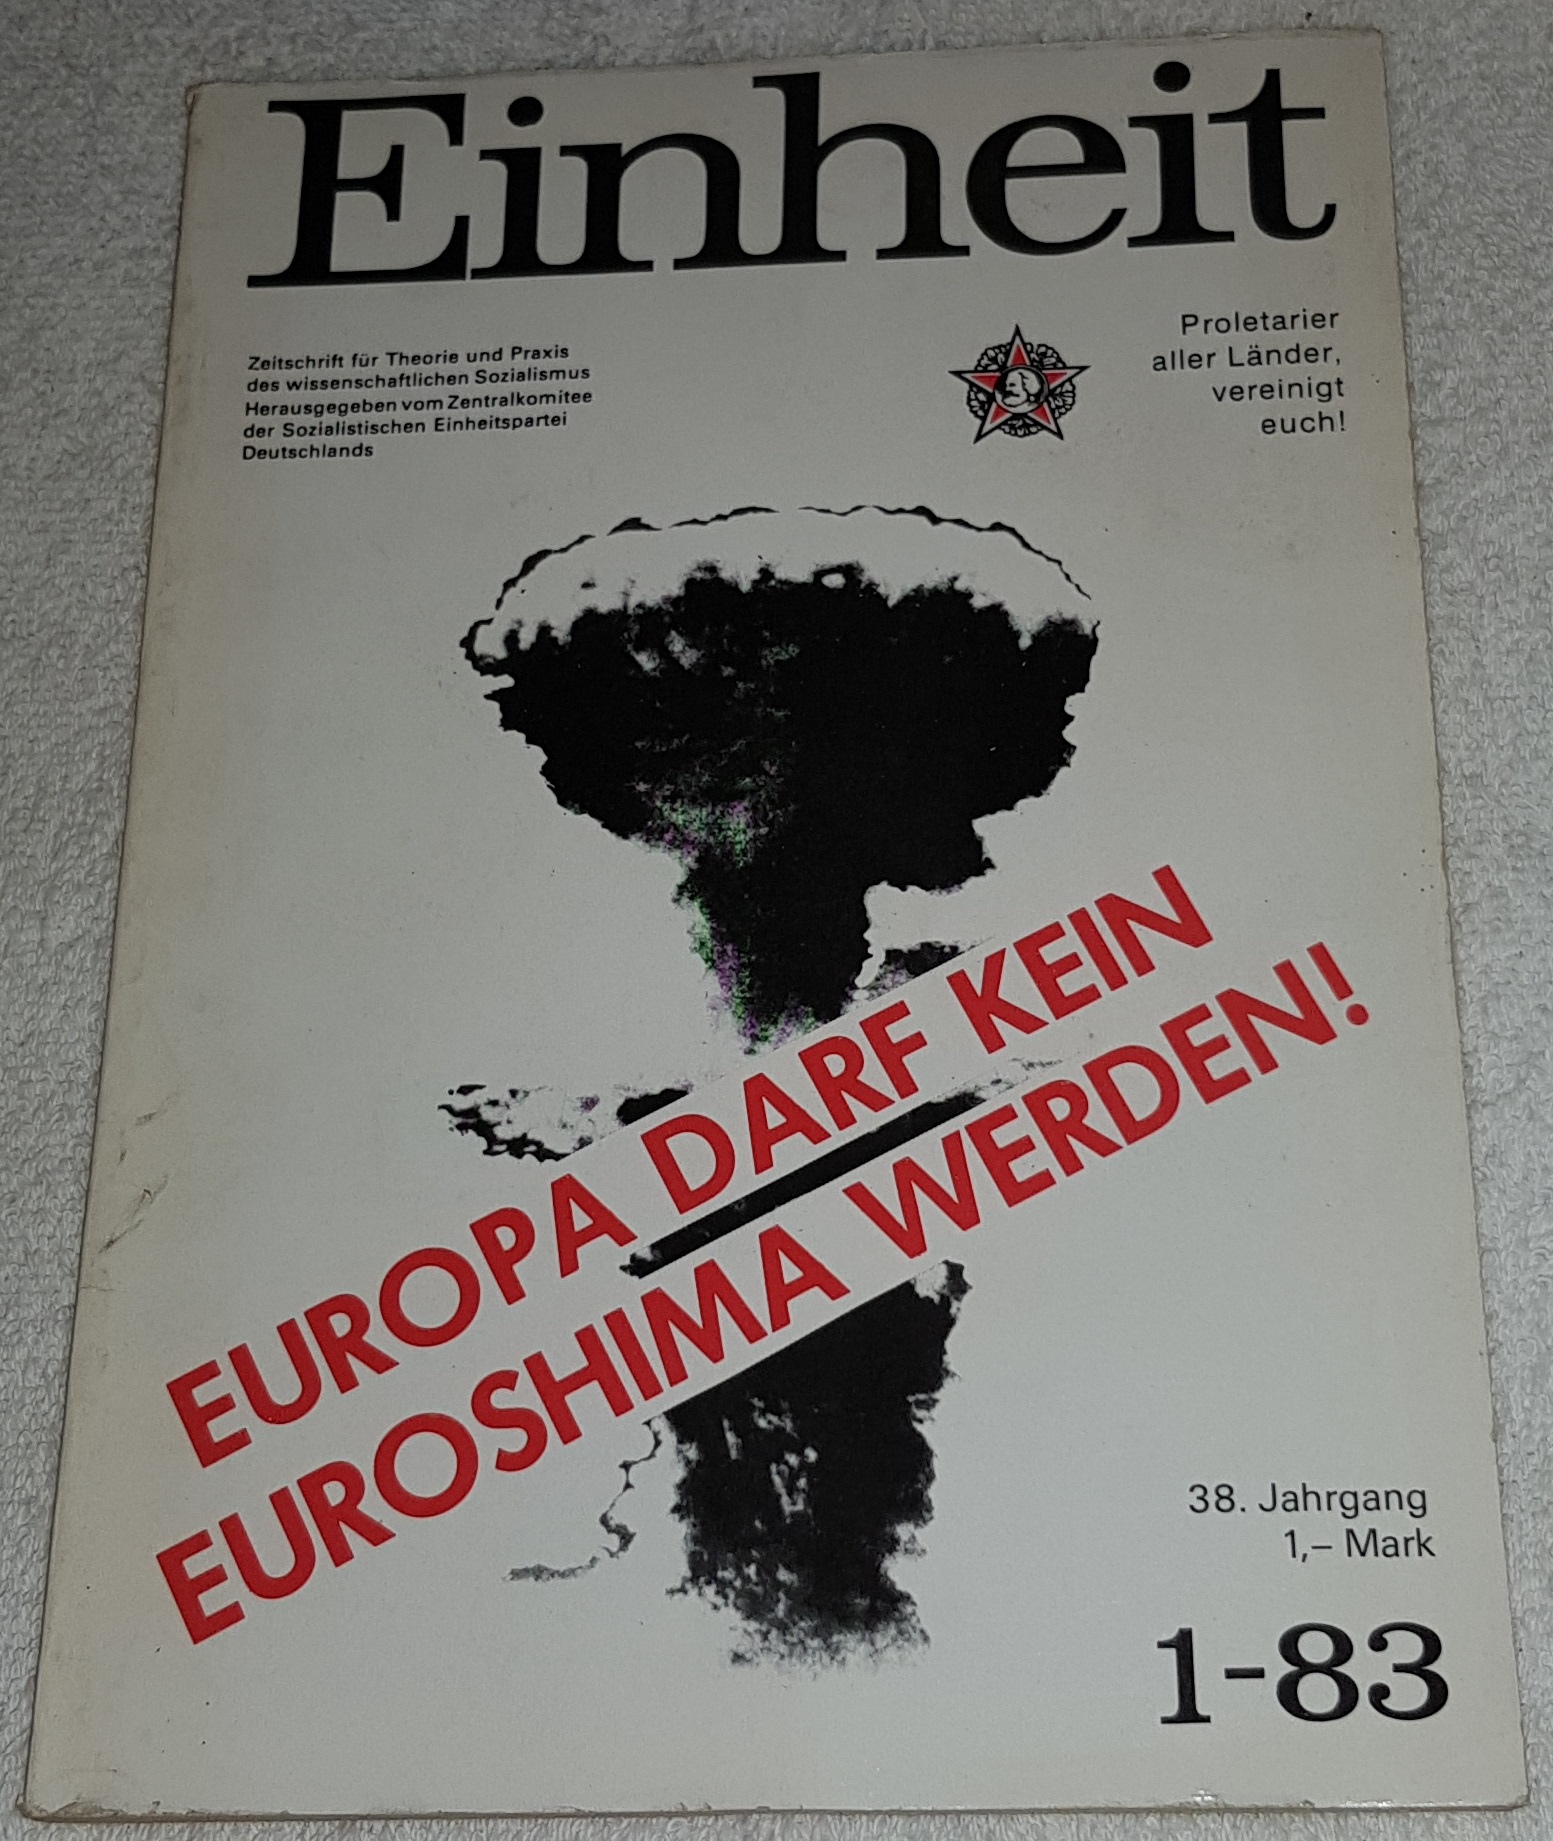 Einheit
Zeitschrift für Theorie und Praxis
des wissenschaftlichen Sozialismus
Herausgegeben vom Zentralkomitee
der Sozialistischen Einheitspartei
Deutschlands
Proletarier
aller Länder,
vereinigt
euch!
EUROPA DARF KEIN
EUROSHIMA WERDEN!
38. Jahrgang
1,– Mark
1-83